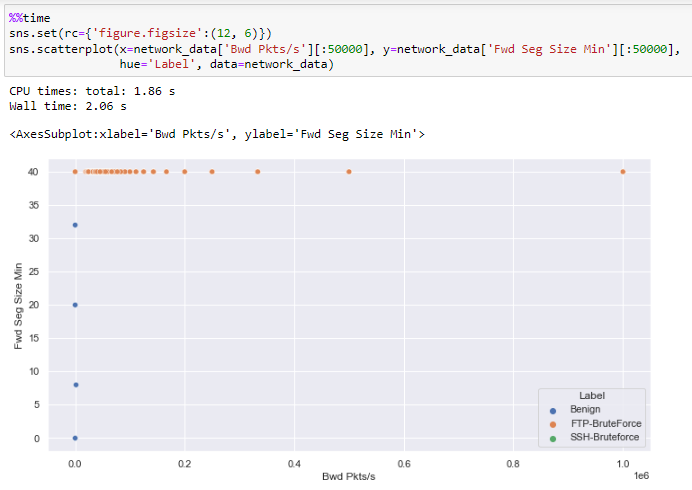 %%time
sns.set(rc={'figure.figsize':(12, 6)})
sns.scatterplot(x=network_data['Bwd Pkts/s'][:50000], y=network_data['Fwd Seg Size Min'][:50000],
hue='Label', data=network_data)
CPU times: total: 1.86 s
Wall time: 2.06 s
<AxesSubplot:xlabel='Bwd Pkts/s', ylabel='Fwd Seg Size Min'>
40
35
30
25
20
15
10
5
0
Fwd Seg Size Min
Label
Benign
FTP-BruteForce
SSH-Bruteforce
0.0 0.2 0.4 0.6 0.8 1.0
Bwd Pkts/s
1e6